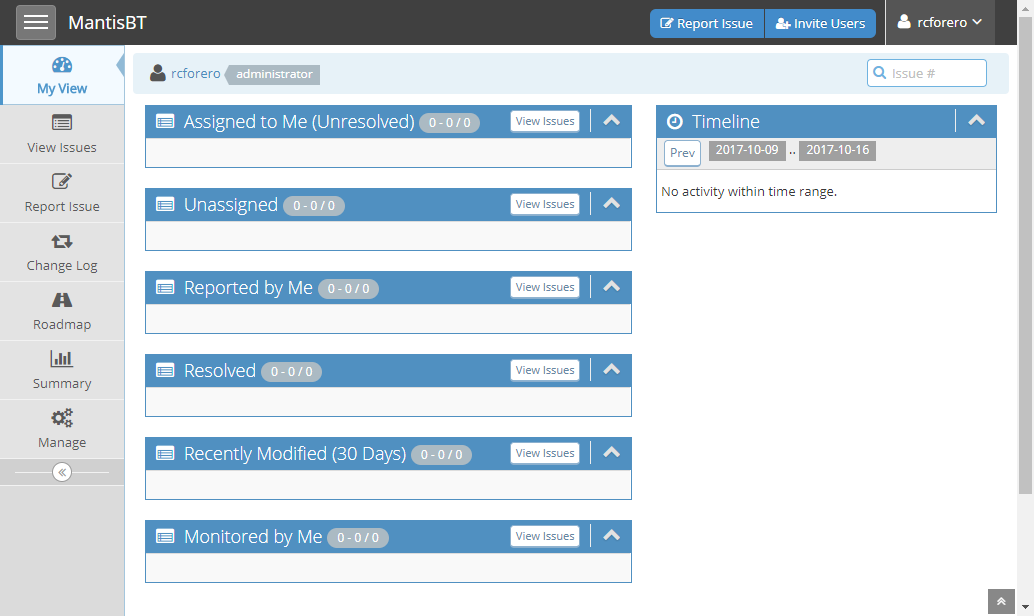 MantisBT
Report Issue
Invite Users
rcforero
My View
View Issues
Report Issue
Change Log
Roadmap
Summary
Manage
rcforero administrator
Issue #
Assigned to Me (Unresolved) 0 - 0 / 0 View Issues
Unassigned 0 - 0 / 0 View Issues
Reported by Me 0 - 0 / 0 View Issues
Resolved 0 - 0 / 0 View Issues
Recently Modified (30 Days) 0 - 0 / 0 View Issues
Monitored by Me 0 - 0 / 0 View Issues
Timeline
Prev 2017-10-09 .. 2017-10-16
No activity within time range.